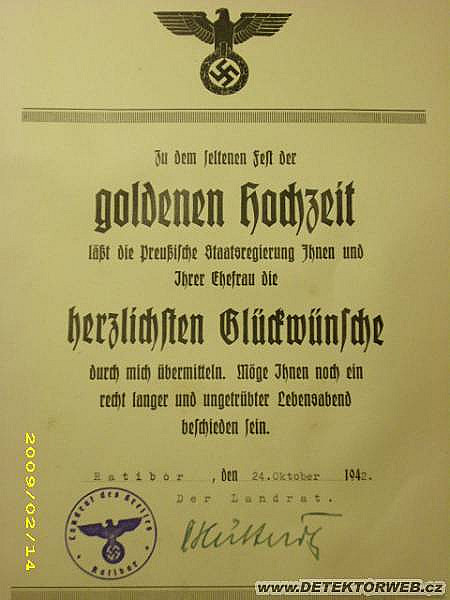 Zu dem seltenen Fest der
goldenen Hochzeit
läßt die Preußische Staatsregierung Ihnen und
Ihrer Ehefrau die
herzlichsten Glückwünsche
durch mich übermitteln. Möge Ihnen noch ein
recht langer und ungetrübter Lebensabend
beschieden sein.
Ratibor, den 24.Oktober 1942.
Der Landrat.
Landrat des Kreises
Ratibor
2009/02/14
www.DETEKTORWEB.cz